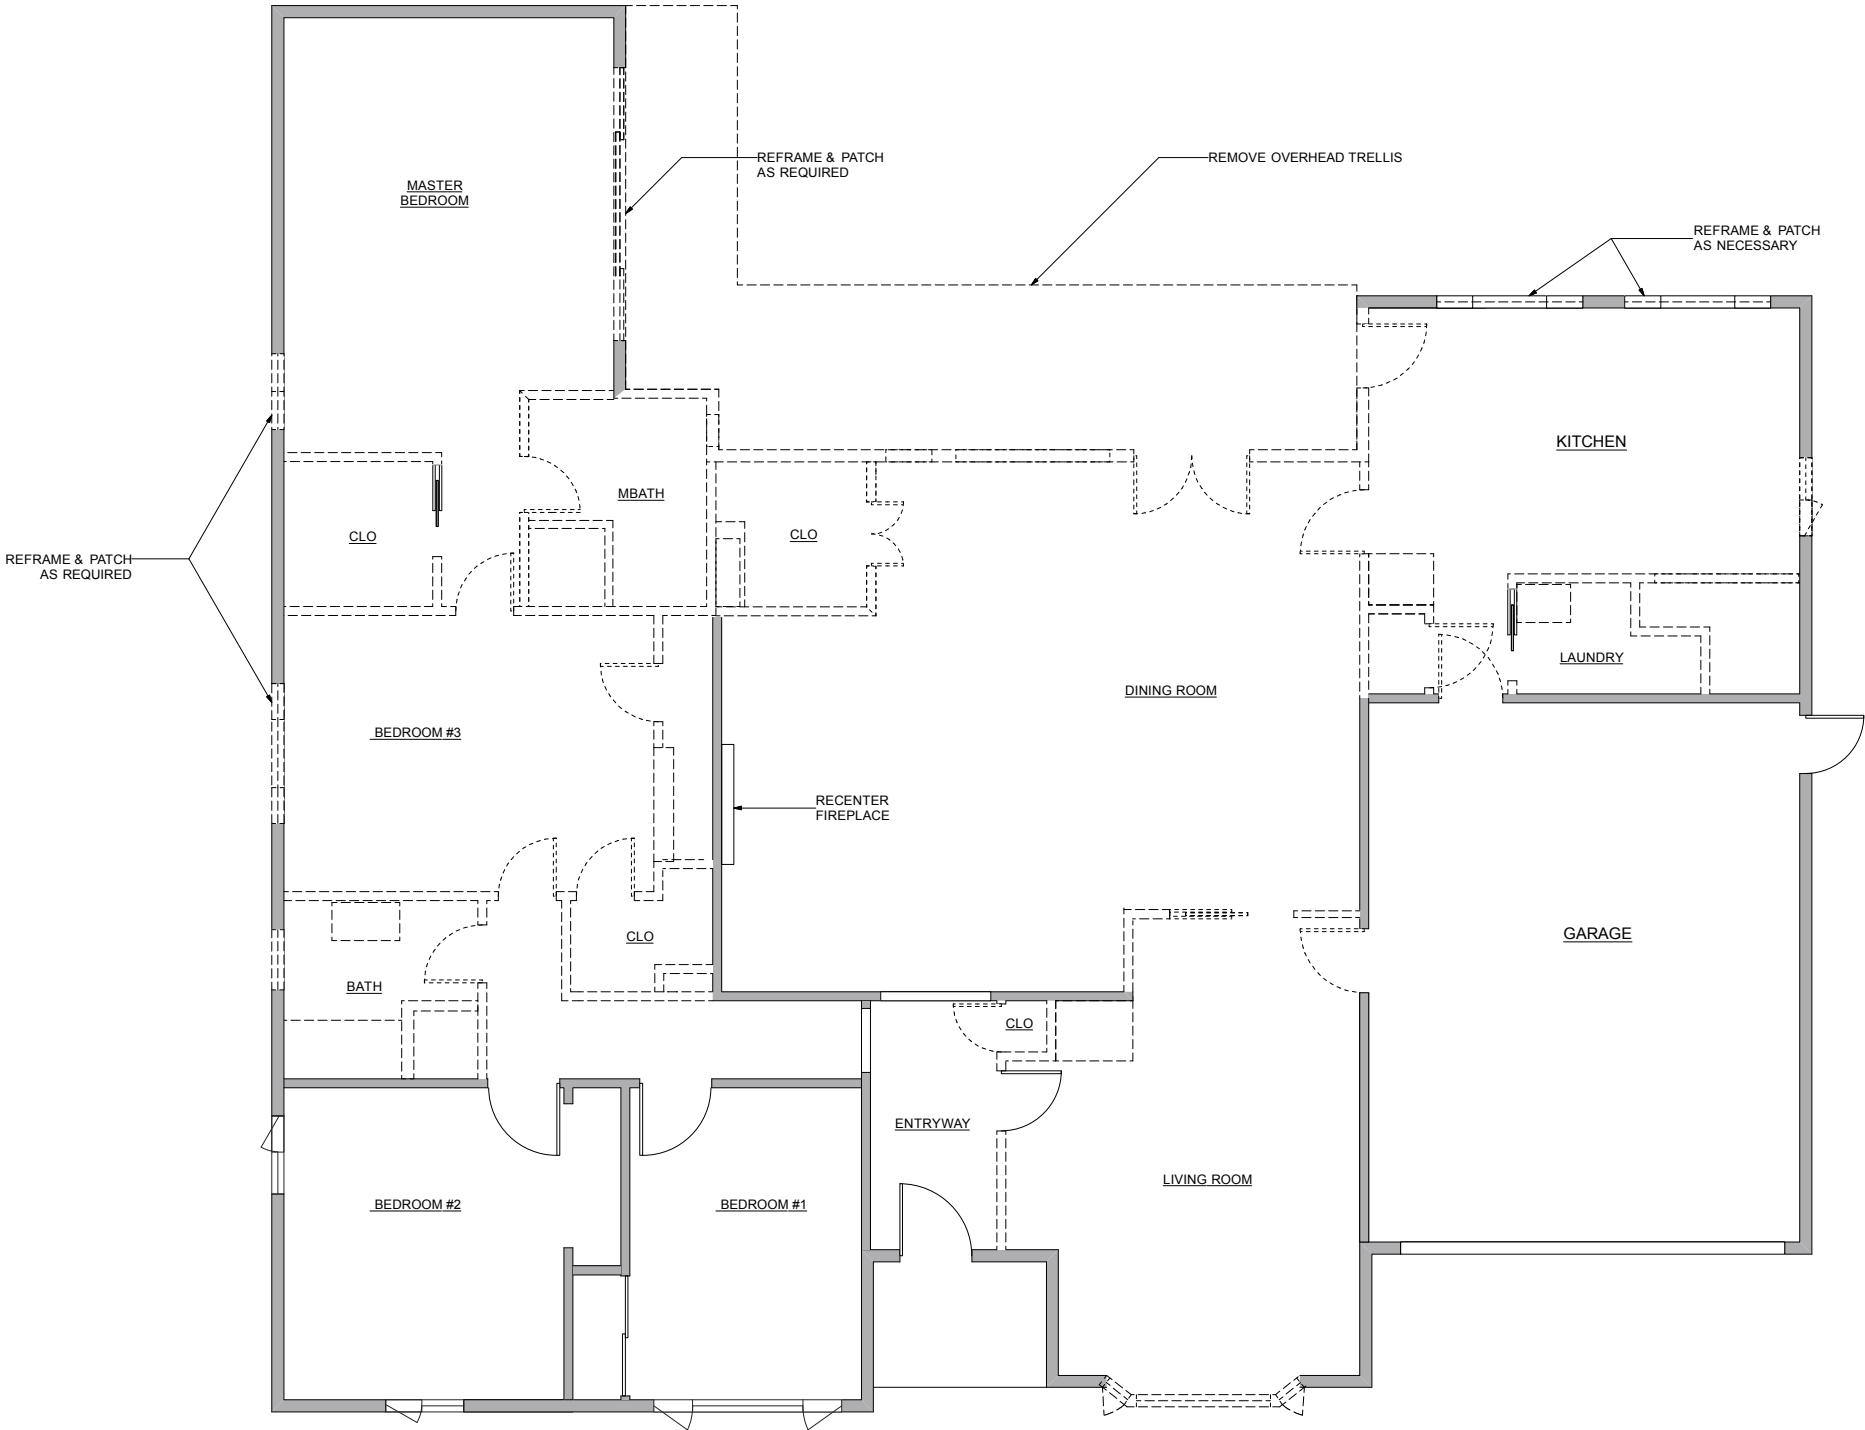 REFRAME & PATCH
AS REQUIRED
REMOVE OVERHEAD TRELLIS
MASTER
BEDROOM
REFRAME & PATCH
AS NECESSARY
KITCHEN
MBATH
CLO
CLO
REFRAME & PATCH
AS REQUIRED
LAUNDRY
DINING ROOM
BEDROOM #3
RECENTER
FIREPLACE
GARAGE
CLO
BATH
CLO
ENTRYWAY
LIVING ROOM
BEDROOM #2
BEDROOM #1